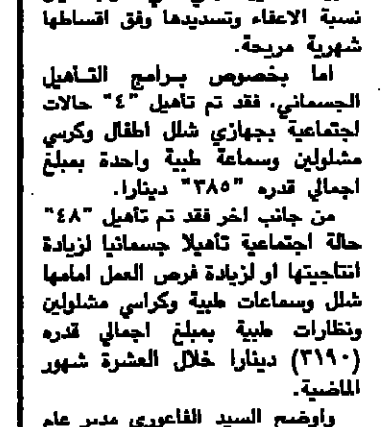 نسبة الاعفاء وتسديدها وفق اقساطها
شهرية مريحة.
اما بخصوص بـرامج التـأهيل
الجسماني، فقد تم تأهيل "٤" حالات
اجتماعية بجهازي شلل اطفال وكرسي
مشلولين وسماعة طبية واحدة بمبلغ
اجمالي قدره "٣٨٥" دينارا.
من جانب اخر فقد تم تأهيل "٤٨"
حالة اجتماعية تأهيلا جسمانيا لزيادة
انتاجيتها او لزيادة فرص العمل امامها
شلل وسماعات طبية وكراسي مشلولين
ونظارات طبية بمبلغ اجمالي قدره
(٣١٩٠) دينارا خلال العشرة شهور
الماضية.
واوضح السيد الفاعوري مدير عام